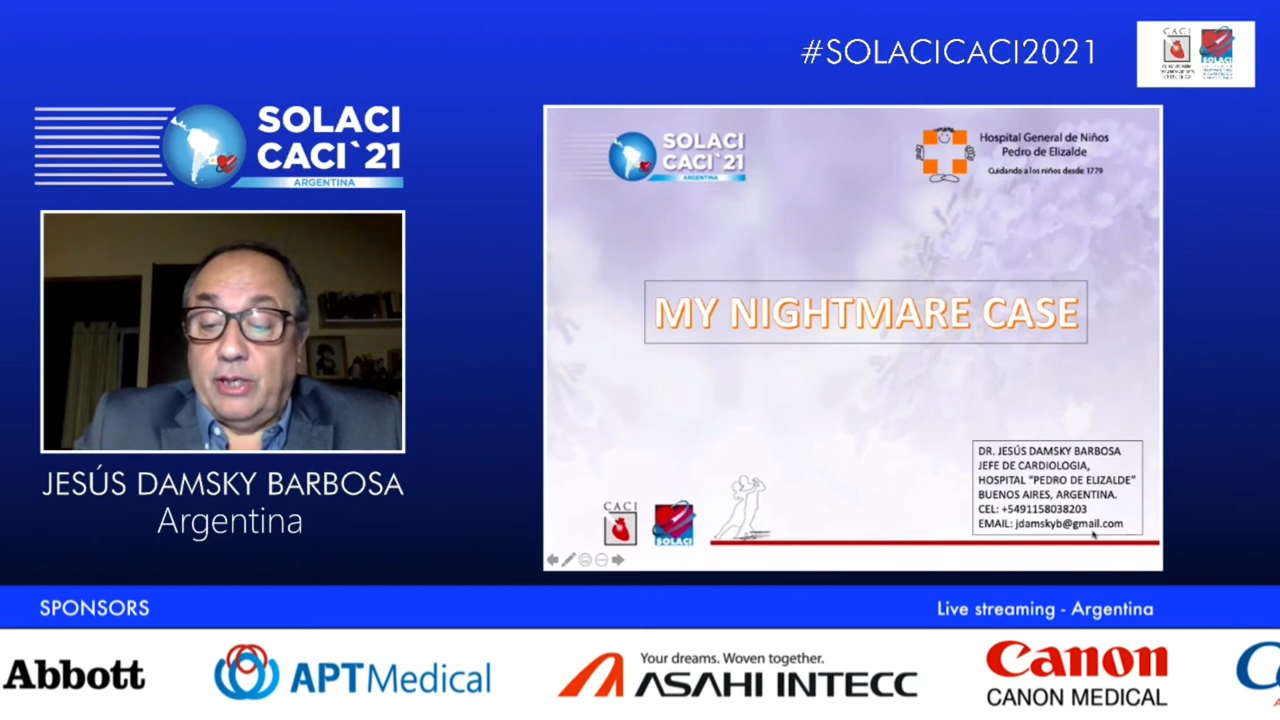 #SOLACICACI2021
CACI
SOLACI
SOLACI
CACI`21
ARGENTINA
JESÚS DAMSKY BARBOSA
Argentina
SOLACI
CACI`21
ARGENTINA
Hospital General de Niños
Pedro de Elizalde
Cuidando a los niños desde 1779
MY NIGHTMARE CASE
DR. JESÚS DAMSKY BARBOSA
JEFE DE CARDIOLOGIA,
HOSPITAL "PEDRO DE ELIZALDE"
BUENOS AIRES, ARGENTINA.
CEL: +5491158038203
EMAIL: jdamskyb@gmail.com
CACI
SOLACI
SPONSORS
Live streaming - Argentina
Abbott
APTMedical
Your dreams. Woven together.
ASAHI INTECC
Canon
CANON MEDICAL